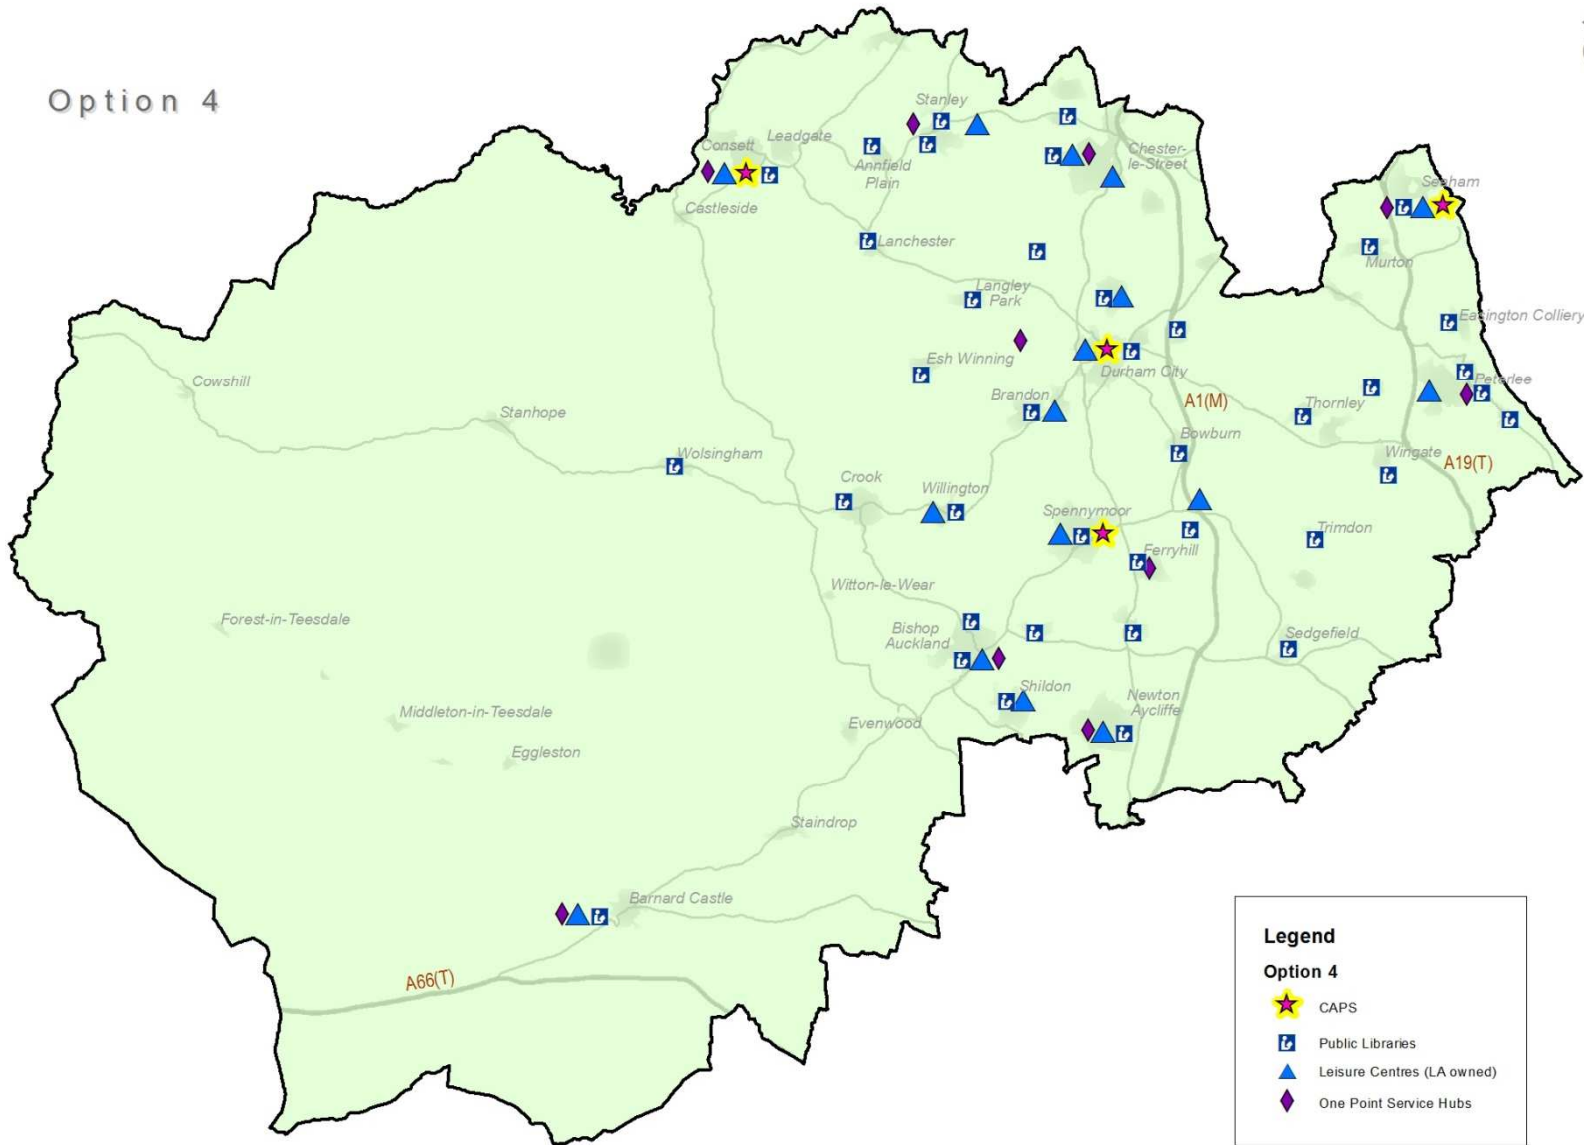 Option 4
Stanley
Leadgate
Consett
Annfield
Plain
Chester-
le-Street
Castleside
Seaham
Lanchester
Murton
Langley
Park
Easington Colliery
Esh Winning
Durham City
Peterlee
Cowshill
Brandon
A1(M)
Thornley
Stanhope
Bowburn
Wolsingham
Wingate
A19(T)
Crook
Willington
Spennymoor
Trimdon
Ferryhill
Witton-le-Wear
Forest-in-Teesdale
Bishop
Auckland
Sedgefield
Shildon
Newton
Aycliffe
Middleton-in-Teesdale
Evenwood
Eggleston
Staindrop
Barnard Castle
A66(T)
Legend
Option 4
CAPS
Public Libraries
Leisure Centres (LA owned)
One Point Service Hubs